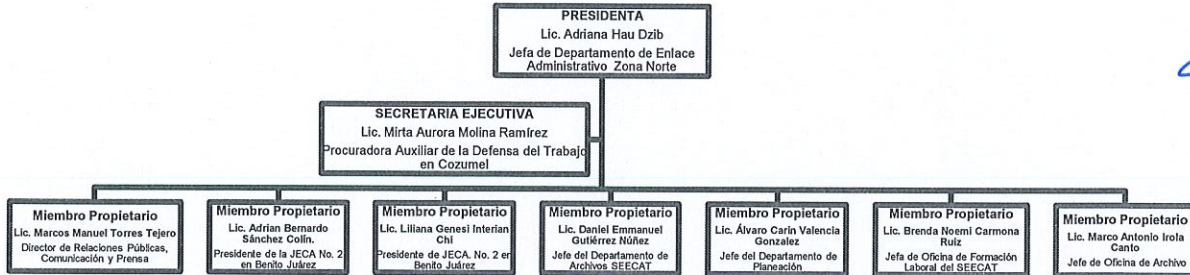 PRESIDENTA
Lic. Adriana Hau Dzib
Jefa de Departamento de Enlace
Administrativo Zona Norte
SECRETARIA EJECUTIVA
Lic. Mirta Aurora Molina Ramírez
Procuradora Auxiliar de la Defensa del Trabajo
en Cozumel
Miembro Propietario
Lic. Marcos Manuel Torres Tejero
Director de Relaciones Públicas,
Comunicación y Prensa
Miembro Propietario
Lic. Adrian Bernardo
Sánchez Colín.
Presidente de la JECA No. 2
en Benito Juárez
Miembro Propietario
Lic. Liliana Genesi Interian
Chi
Presidente de JECA. No. 2 en
Benito Juárez
Miembro Propietario
Lic. Daniel Emmanuel
Gutiérrez Núñez
Jefe del Departamento de
Archivos SEECAT
Miembro Propietario
Lic. Álvaro Carin Valencia
Gonzalez
Jefe del Departamento de
Planeación
Miembro Propietario
Lic. Brenda Noemi Carmona
Ruiz
Jefa de Oficina de Formación
Laboral del SEECAT
Miembro Propietario
Lic. Marco Antonio Irola
Canto
Jefe de Oficina de Archivo